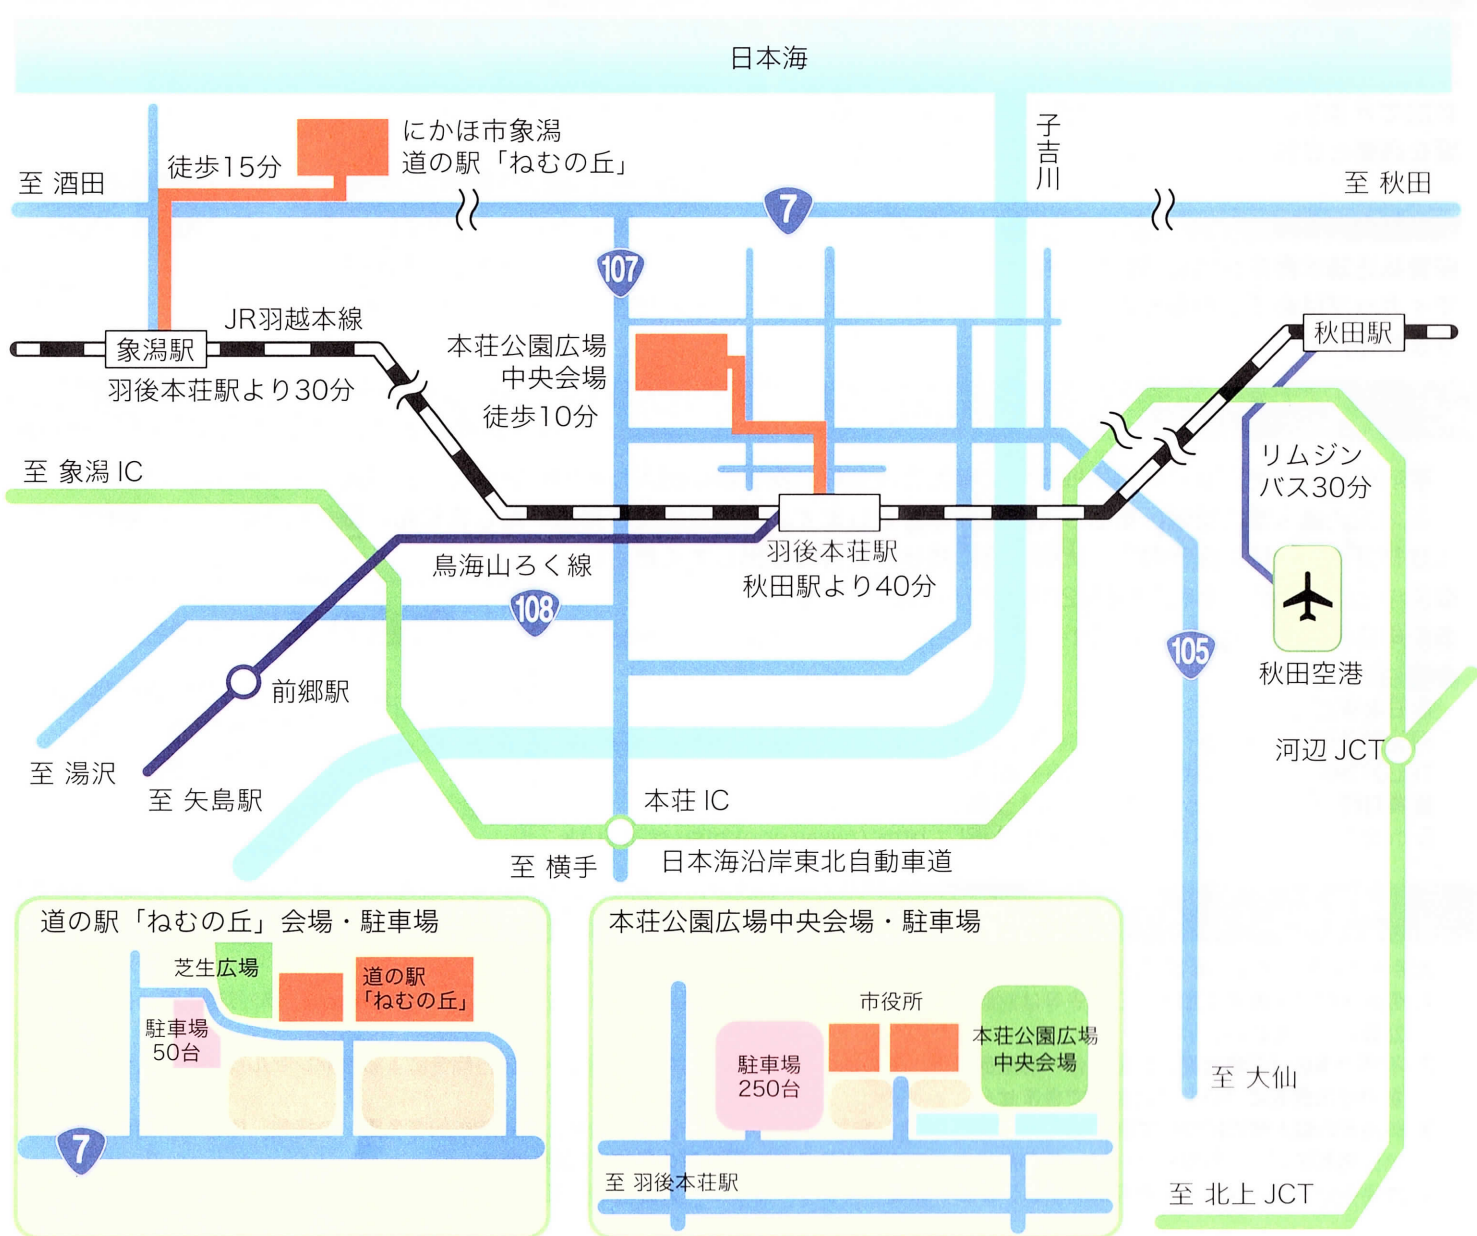 日本海
子吉川
にかほ市象潟
道の駅「ねむの丘」
徒歩15分
至 酒田
至 秋田
7
107
JR羽越本線
象潟駅
羽後本荘駅より30分
本荘公園広場
中央会場
徒歩10分
秋田駅
リムジン
バス30分
至 象潟 IC
鳥海山ろく線
羽後本荘駅
秋田駅より40分
108
105
秋田空港
前郷駅
至 湯沢
至 矢島駅
河辺 JCT
本荘 IC
至 横手
日本海沿岸東北自動車道
道の駅「ねむの丘」会場・駐車場
芝生広場
道の駅
「ねむの丘」
駐車場
50台
7
本荘公園広場中央会場・駐車場
市役所
本荘公園広場
中央会場
駐車場
250台
至 羽後本荘駅
至 大仙
至 北上 JCT